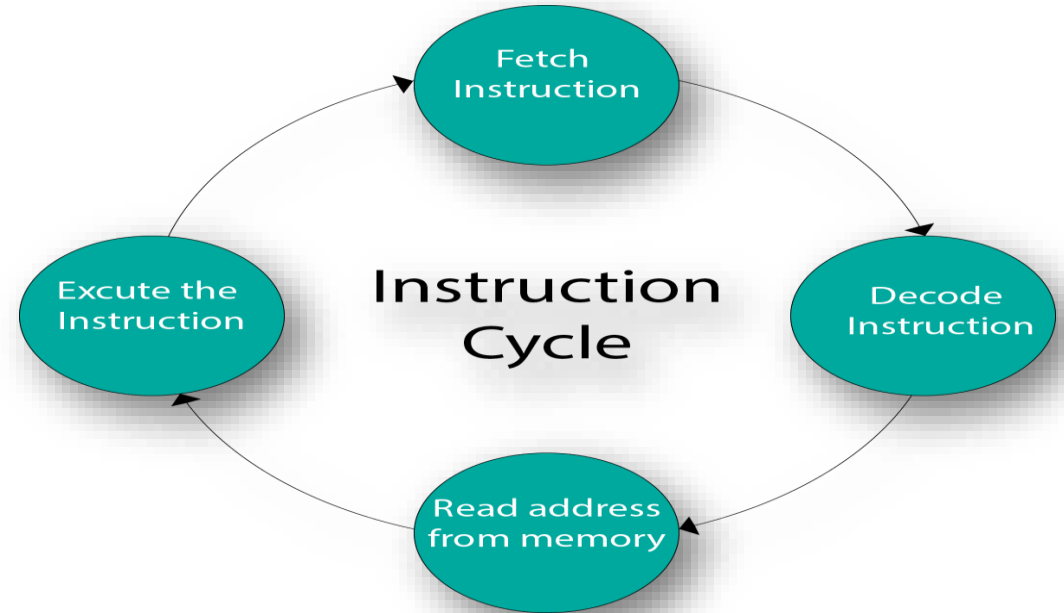 Fetch
Instruction
Decode
Instruction
Read address
from memory
Excute the
Instruction
Instruction
Cycle